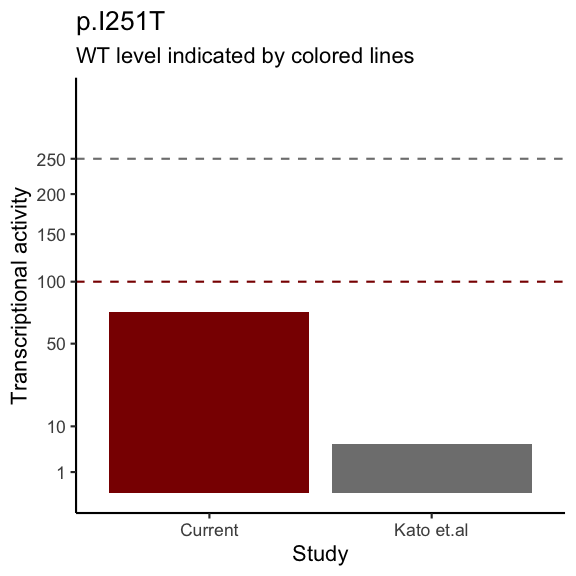 p.I251T
WT level indicated by colored lines
Transcriptional activity
250
200
150
100
50
10
1
Current
Kato et.al
Study